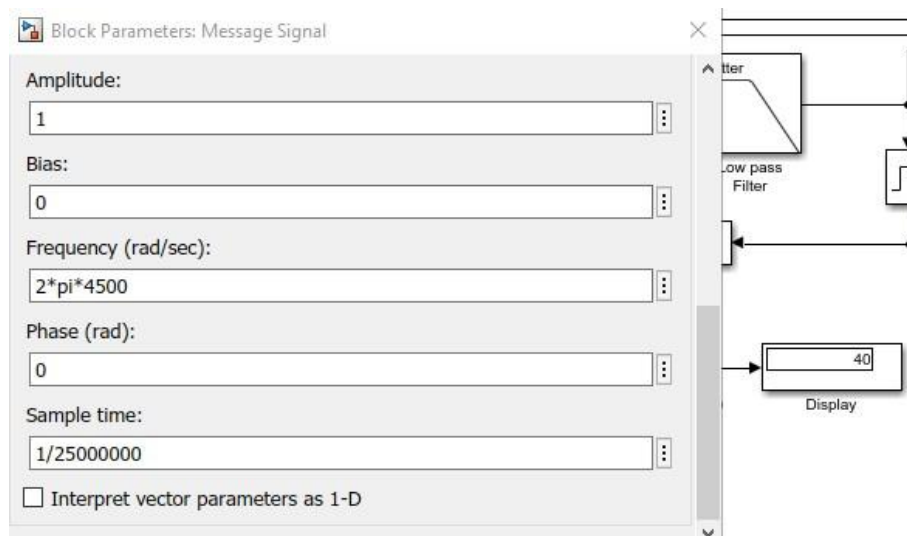 Block Parameters: Message Signal
Amplitude:
1
Bias:
0
Frequency (rad/sec):
2*pi*4500
Phase (rad):
0
Sample time:
1/25000000
Interpret vector parameters as 1-D
tter
Low pass
Filter
40
Display